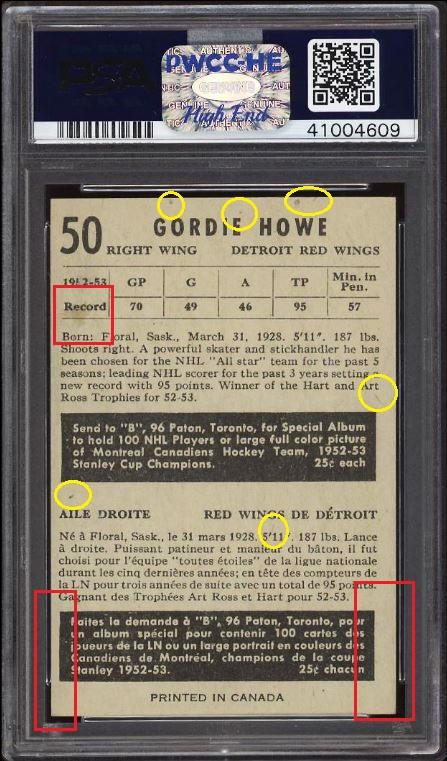 PSA
PWCC-HE
GENUINE
High End
41004609
50
GORDIE HOWE
RIGHT WING DETROIT RED WINGS
1952-53 GP G A TP Min. in Pen.
Record 70 49 46 95 57
Born: Floral, Sask., March 31, 1928. 5'11". 187 lbs.
Shoots right. A powerful skater and stickhandler he has
been chosen for the NHL "All star" team for the past 5
seasons; leading NHL scorer for the past 3 years setting a
new record with 95 points. Winner of the Hart and Art
Ross Trophies for 52-53.
Send to "B", 96 Paton, Toronto, for Special Album
to hold 100 NHL Players or large full color picture
of Montreal Canadiens Hockey Team, 1952-53
Stanley Cup Champions. 25¢ each
AILE DROITE RED WINGS DE DÉTROIT
Né à Floral, Sask., le 31 mars 1928. 5'11". 187 lbs. Lance
à droite. Puissant patineur et manieur du bâton, il fut
choisi pour l'équipe "toutes étoiles" de la ligue nationale
durant les cinq dernières années; en tête des compteurs de
la LN pour trois années de suite avec un total de 95 points.
Gagnant des Trophées Art Ross et Hart pour 52-53.
Faites la demande à "B", 96 Paton, Toronto, pour
un album spécial pour contenir 100 cartes des
joueurs de la LN ou un large portrait en couleurs des
Canadiens de Montréal, champions de la coupe
Stanley 1952-53. 25¢ chacun
PRINTED IN CANADA